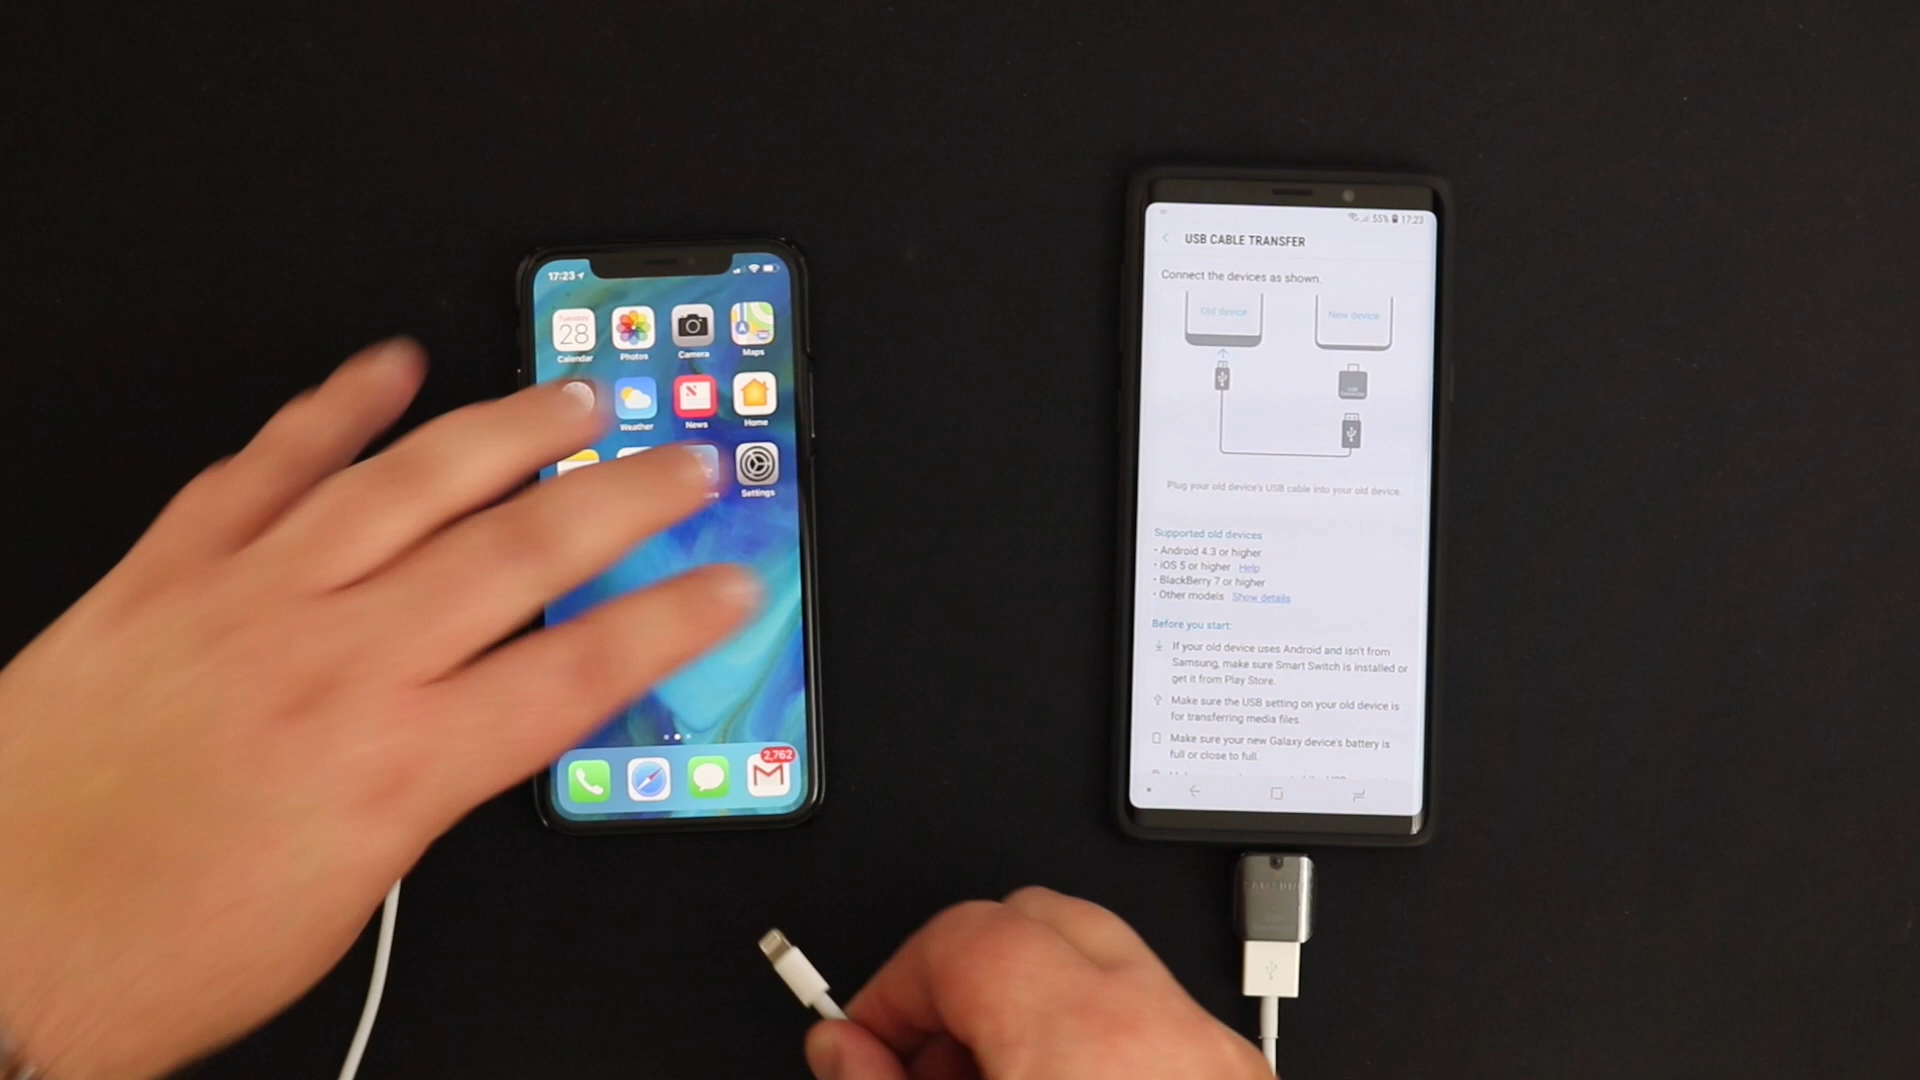 17:23
Tuesday
28
Calendar
Photos
Camera
Maps
Weather
News
Home
Settings
2,762
55% 17:23
USB CABLE TRANSFER
Connect the devices as shown.
Old device
New device
Plug your old device's USB cable into your old device.
Supported old devices
• Android 4.3 or higher
• iOS 5 or higher Help
• BlackBerry 7 or higher
• Other models Show details
Before you start:
If your old device uses Android and isn't from
Samsung, make sure Smart Switch is installed or
get it from Play Store.
Make sure the USB setting on your old device is
for transferring media files.
Make sure your new Galaxy device's battery is
full or close to full.
SAMSUNG